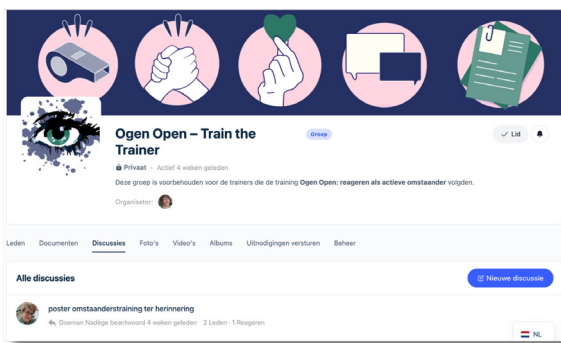 Ogen Open – Train the
Trainer
Groep
Lid
Privaat - Actief 4 weken geleden
Deze groep is voorbehouden voor de trainers die de training Ogen Open: reageren als actieve omstaander volgden.
Organisator:
Leden Documenten Discussies Foto's Video's Albums Uitnodigingen versturen Beheer
Alle discussies
Nieuwe discussie
poster omstaanderstraining ter herinnering
Goeman Nadège beantwoord 4 weken geleden 2 Leden · 1 Reageren
NL